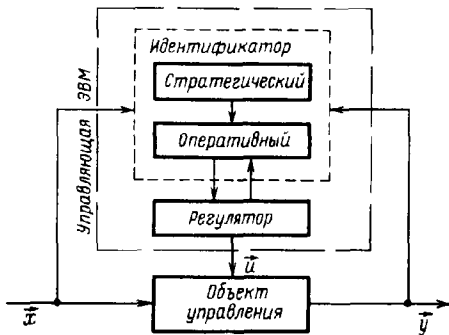 Управляющая ЭВМ
Идентификатор
Стратегический
Оперативный
Регулятор
u
Объект
управления
x
y